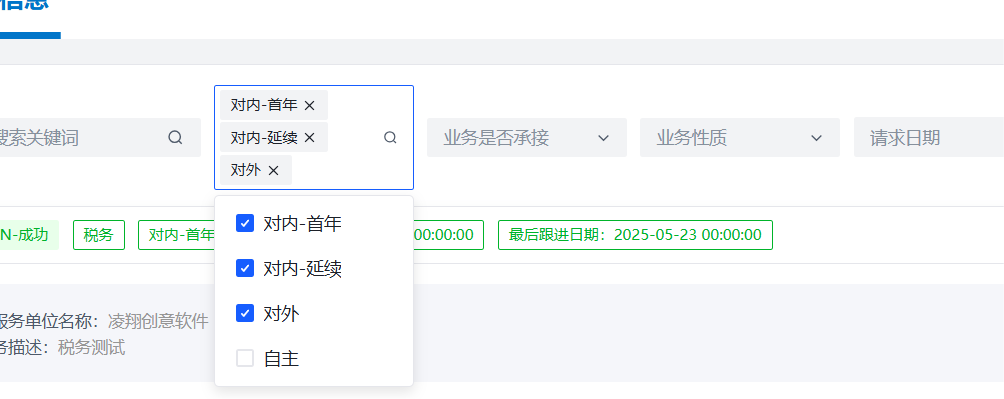 信息
对内-首年
对内-延续
对外
搜索关键词
业务是否承接
业务性质
请求日期
N-成功
税务
对内-首年
00:00:00
最后跟进日期：2025-05-23 00:00:00
对内-首年
对内-延续
对外
自主
服务单位名称：凌翔创意软件
务描述：税务测试